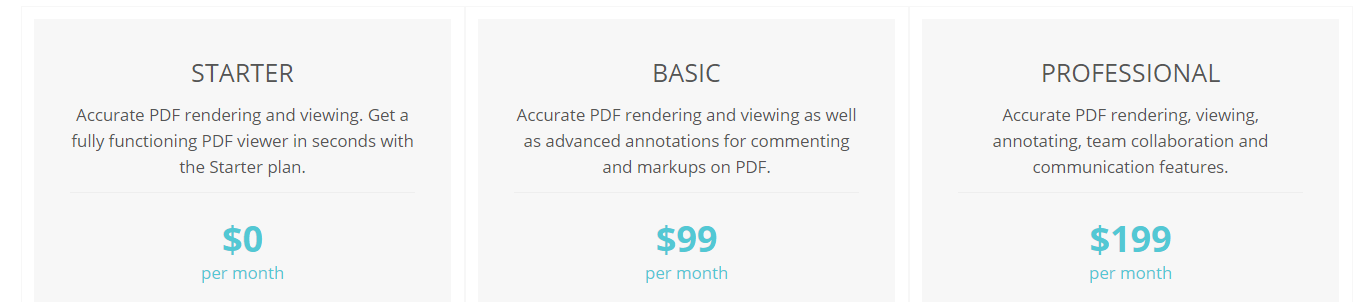 STARTER
Accurate PDF rendering and viewing. Get a
fully functioning PDF viewer in seconds with
the Starter plan.
$0
per month
BASIC
Accurate PDF rendering and viewing as well
as advanced annotations for commenting
and markups on PDF.
$99
per month
PROFESSIONAL
Accurate PDF rendering, viewing,
annotating, team collaboration and
communication features.
$199
per month